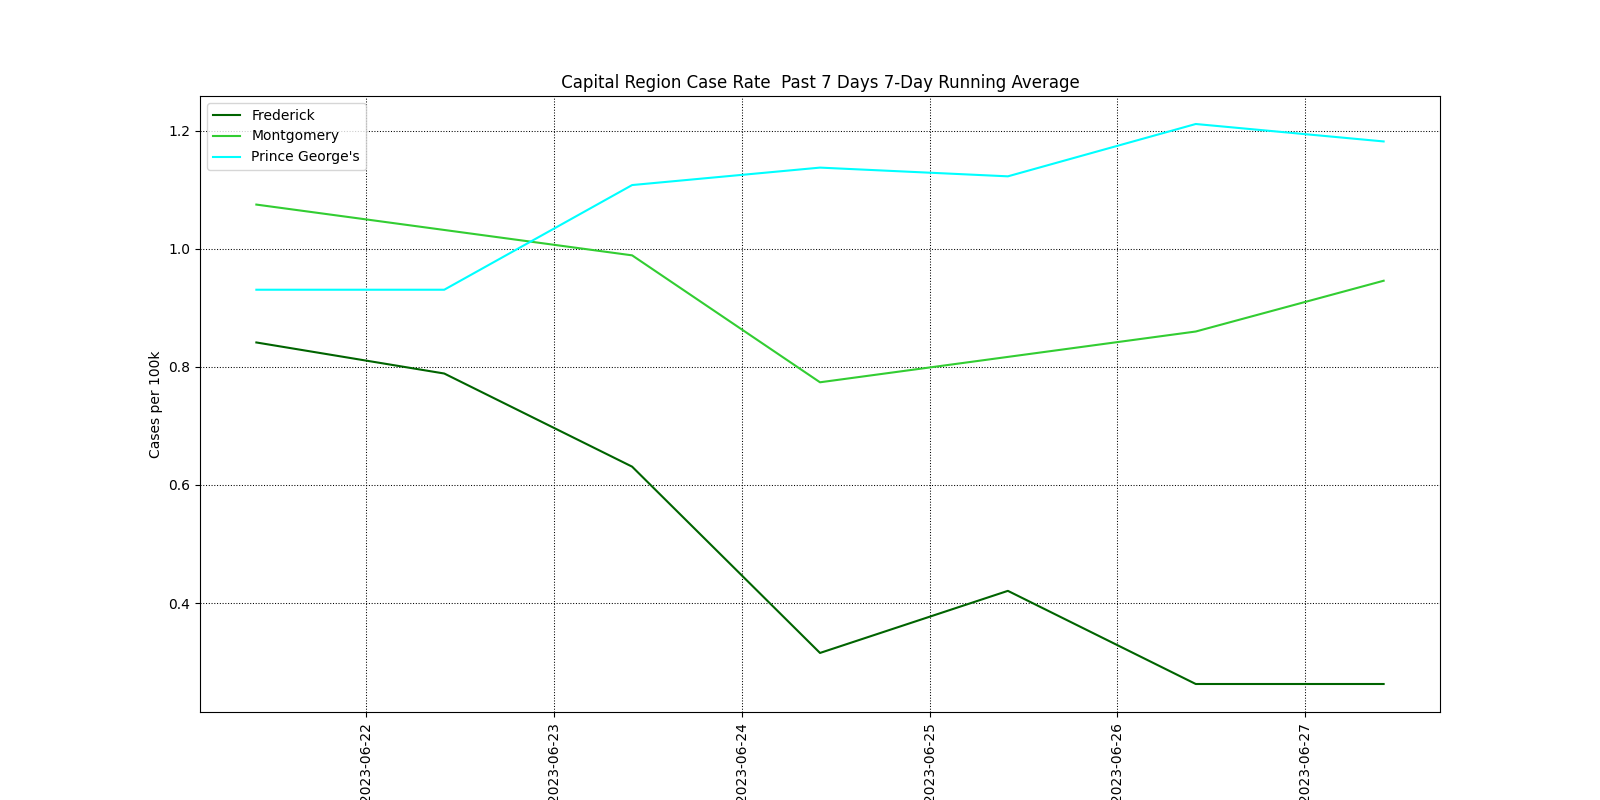 Capital Region Case Rate  Past 7 Days 7-Day Running Average
Frederick
Montgomery
Prince George's
1.2
1.0
0.8
0.6
0.4
Cases per 100k
2023-06-22
2023-06-23
2023-06-24
2023-06-25
2023-06-26
2023-06-27